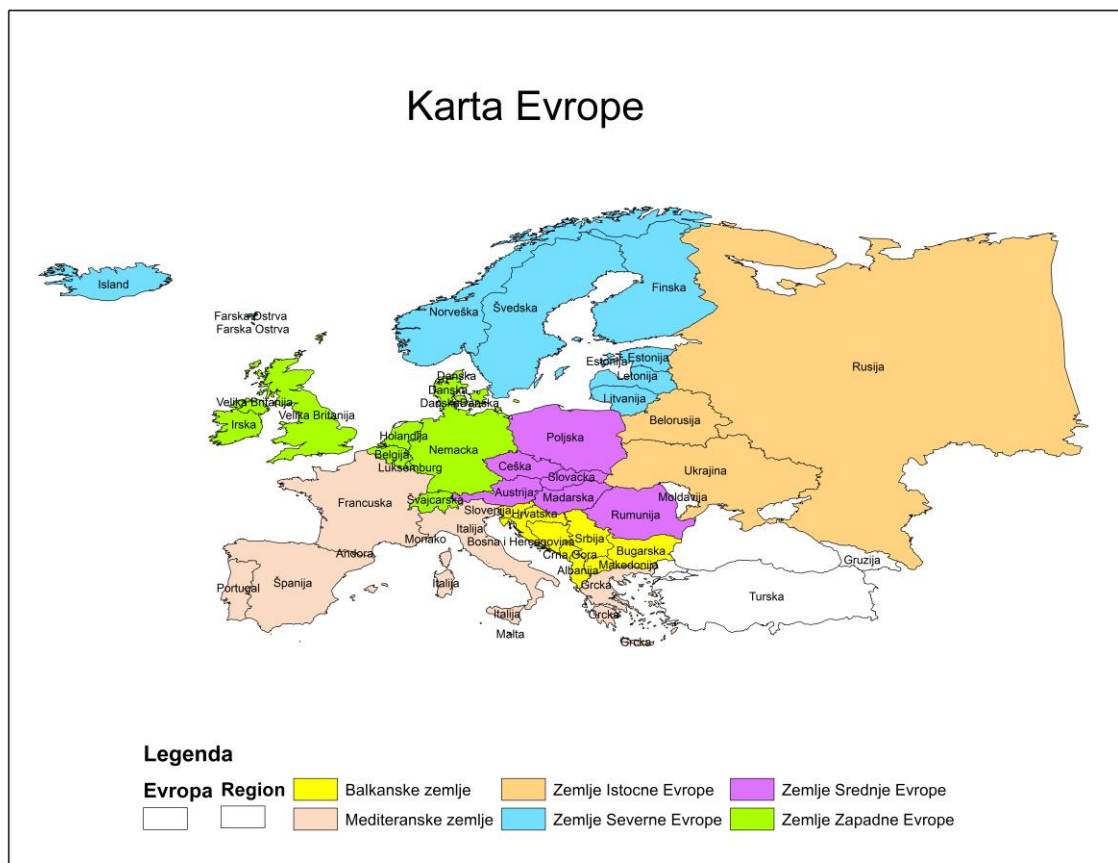 Karta Evrope
Island
Farska Ostrva
Farska Ostrva
Norveška
Švedska
Finska
Rusija
Estonija
Estonija
Letonija
Litvanija
Danska
Danska
Danska
Danska
Velika Britanija
Velika Britanija
Irska
Belorusija
Holandija
Belgija
Luksemburg
Nemacka
Poljska
Ceška
Slovacka
Ukrajina
Austrija
Madarska
Moldavija
Rumunija
Francuska
Švajcarska
Slovenija
Hrvatska
Italija
Bosna i Hercegovina
Srbija
Monako
Crna Gora
Bugarska
Andora
Albanija
Makedonija
Gruzija
Portugal
Španija
Italija
Grcka
Turska
Italija
Grcka
Malta
Grcka
Legenda
Evropa
Region
Balkanske zemlje
Zemlje Istocne Evrope
Zemlje Srednje Evrope
Mediteranske zemlje
Zemlje Severne Evrope
Zemlje Zapadne Evrope